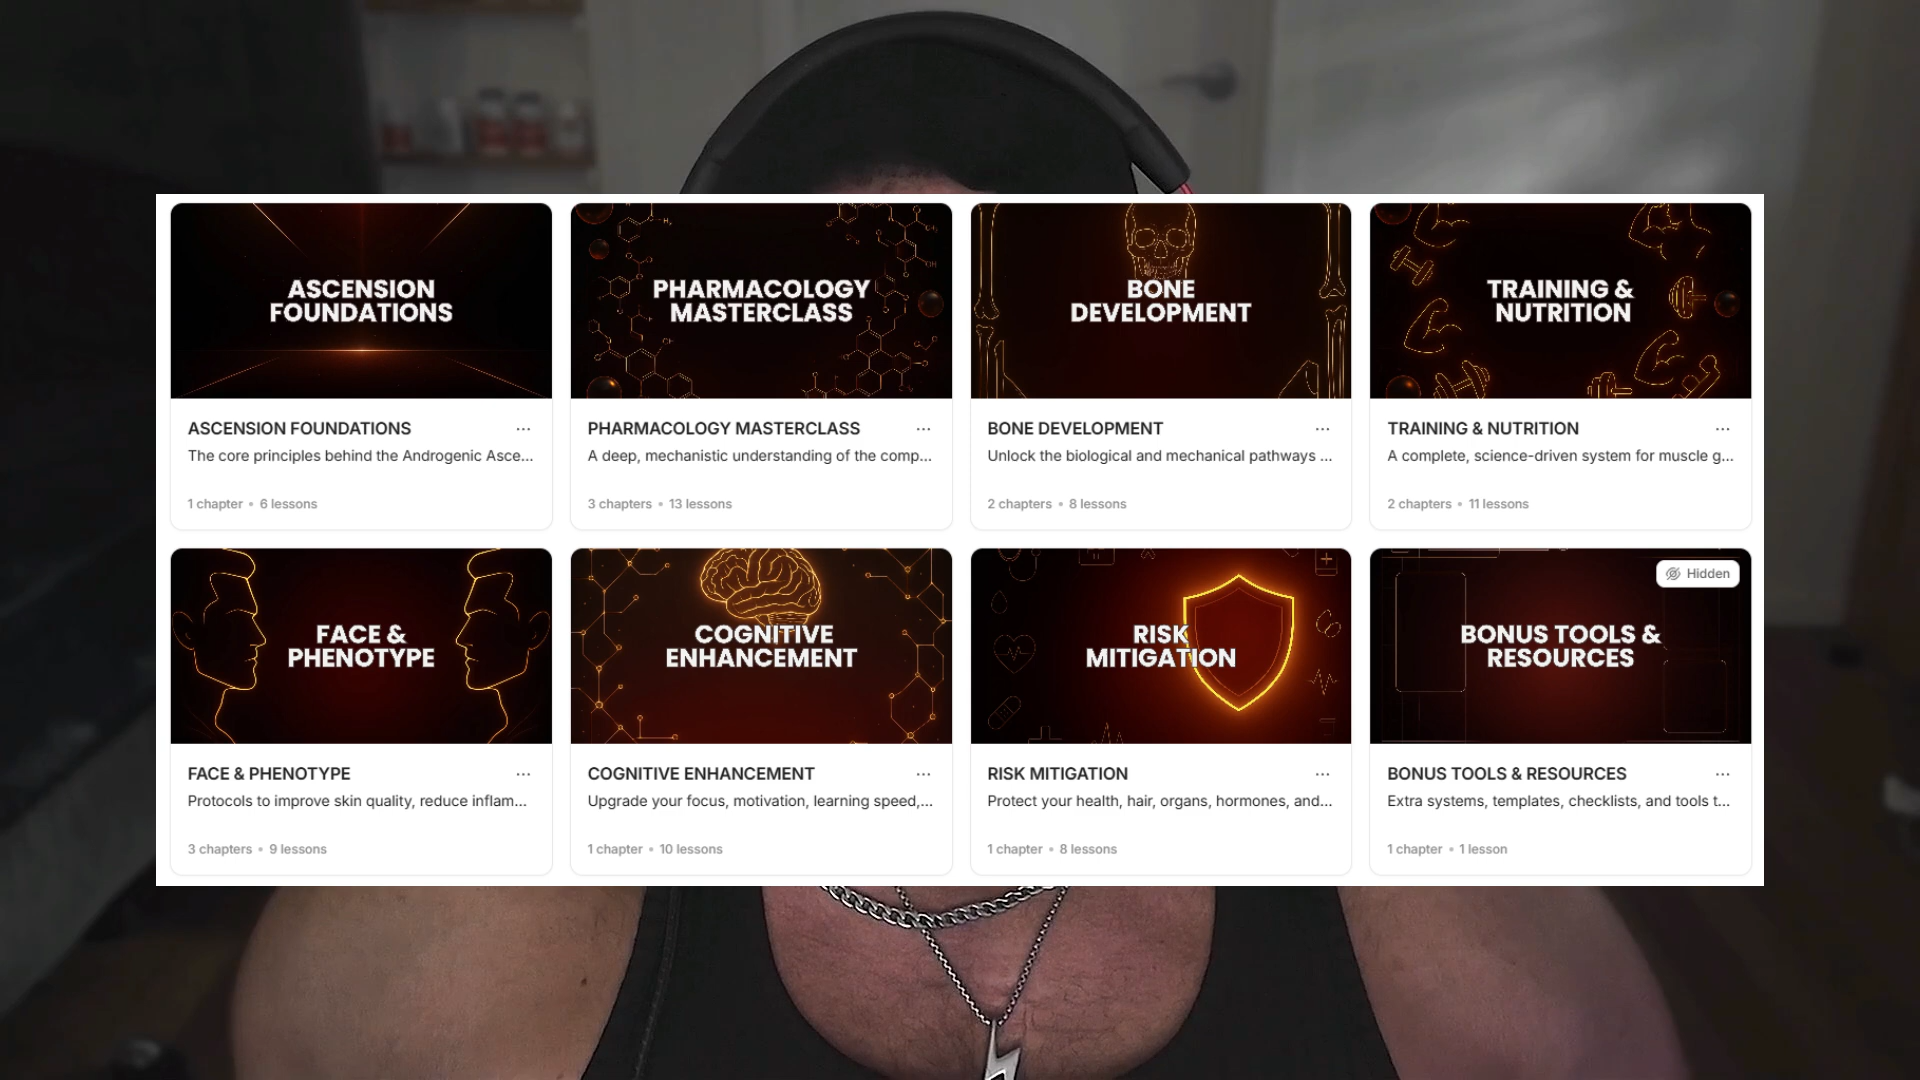 ASCENSION
FOUNDATIONS
ASCENSION FOUNDATIONS
The core principles behind the Androgenic Asce...
1 chapter • 6 lessons
PHARMACOLOGY
MASTERCLASS
PHARMACOLOGY MASTERCLASS
A deep, mechanistic understanding of the comp...
3 chapters • 13 lessons
BONE
DEVELOPMENT
BONE DEVELOPMENT
Unlock the biological and mechanical pathways ...
2 chapters • 8 lessons
TRAINING &
NUTRITION
TRAINING & NUTRITION
A complete, science-driven system for muscle g...
2 chapters • 11 lessons
FACE &
PHENOTYPE
FACE & PHENOTYPE
Protocols to improve skin quality, reduce inflam...
3 chapters • 9 lessons
COGNITIVE
ENHANCEMENT
COGNITIVE ENHANCEMENT
Upgrade your focus, motivation, learning speed,...
1 chapter • 10 lessons
RISK
MITIGATION
RISK MITIGATION
Protect your health, hair, organs, hormones, and...
1 chapter • 8 lessons
Hidden
BONUS TOOLS &
RESOURCES
BONUS TOOLS & RESOURCES
Extra systems, templates, checklists, and tools t...
1 chapter • 1 lesson